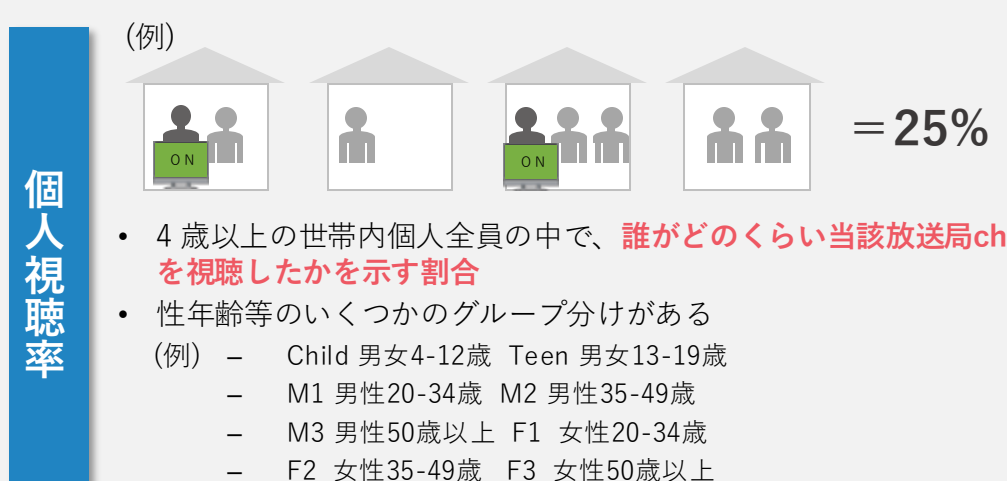 (例)
ON
ON
＝25%
個人視聴率
• 4歳以上の世帯内個人全員の中で、誰がどのくらい当該放送局ch
を視聴したかを示す割合
• 性年齢等のいくつかのグループ分けがある
(例) – Child 男女4-12歳 Teen 男女13-19歳
– M1 男性20-34歳 M2 男性35-49歳
– M3 男性50歳以上 F1 女性20-34歳
– F2 女性35-49歳 F3 女性50歳以上